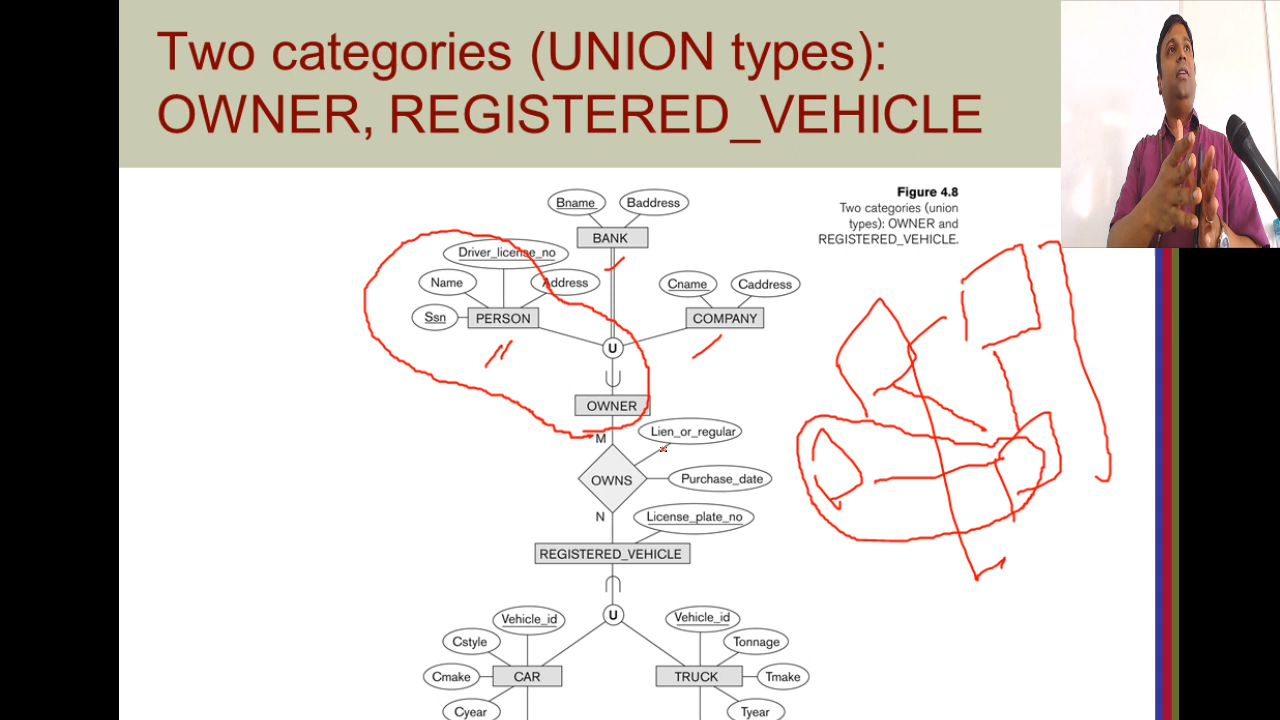 Two categories (UNION types):
OWNER, REGISTERED_VEHICLE
Figure 4.8
Two categories (union
types): OWNER and
REGISTERED_VEHICLE.
Bname
Baddress
BANK
Driver_license_no
Name
Address
Ssn
PERSON
Cname
Caddress
COMPANY
U
OWNER
M
Lien_or_regular
OWNS
Purchase_date
N
License_plate_no
REGISTERED_VEHICLE
U
Vehicle_id
Cstyle
Cmake
CAR
Cyear
Vehicle_id
Tonnage
TRUCK
Tmake
Tyear